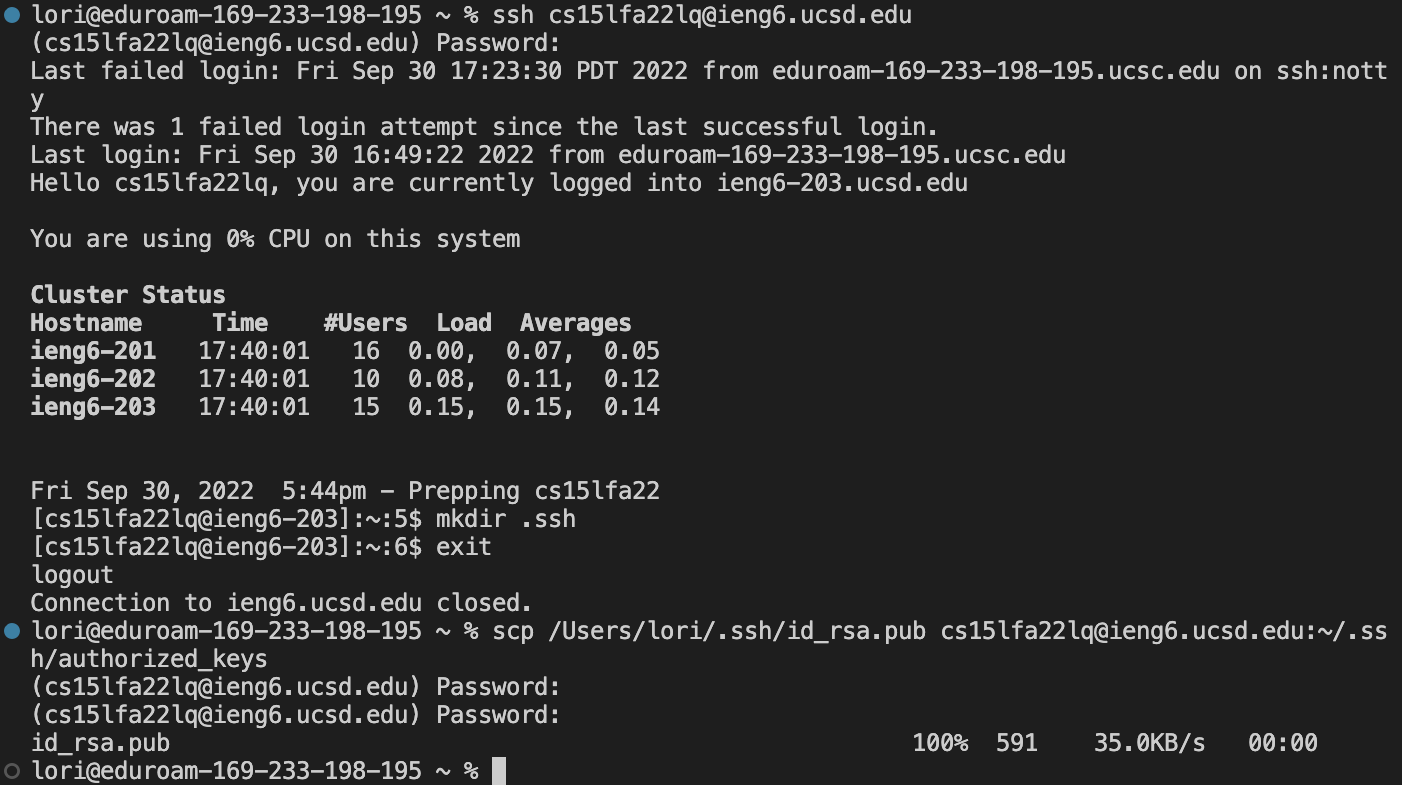 lori@eduroam-169-233-198-195 ~ % ssh cs15lfa22lq@ieng6.ucsd.edu
(cs15lfa22lq@ieng6.ucsd.edu) Password:
Last failed login: Fri Sep 30 17:23:30 PDT 2022 from eduroam-169-233-198-195.ucsc.edu on ssh:nott
y
There was 1 failed login attempt since the last successful login.
Last login: Fri Sep 30 16:49:22 2022 from eduroam-169-233-198-195.ucsc.edu
Hello cs15lfa22lq, you are currently logged into ieng6-203.ucsd.edu
You are using 0% CPU on this system
Cluster Status
Hostname     Time    #Users  Load  Averages
ieng6-201   17:40:01   16  0.00,  0.07,  0.05
ieng6-202   17:40:01   10  0.08,  0.11,  0.12
ieng6-203   17:40:01   15  0.15,  0.15,  0.14
Fri Sep 30, 2022  5:44pm - Prepping cs15lfa22
[cs15lfa22lq@ieng6-203]:~:5$ mkdir .ssh
[cs15lfa22lq@ieng6-203]:~:6$ exit
logout
Connection to ieng6.ucsd.edu closed.
lori@eduroam-169-233-198-195 ~ % scp /Users/lori/.ssh/id_rsa.pub cs15lfa22lq@ieng6.ucsd.edu:~/.ss
h/authorized_keys
(cs15lfa22lq@ieng6.ucsd.edu) Password:
(cs15lfa22lq@ieng6.ucsd.edu) Password:
id_rsa.pub                                                     100%  591    35.0KB/s   00:00
lori@eduroam-169-233-198-195 ~ %